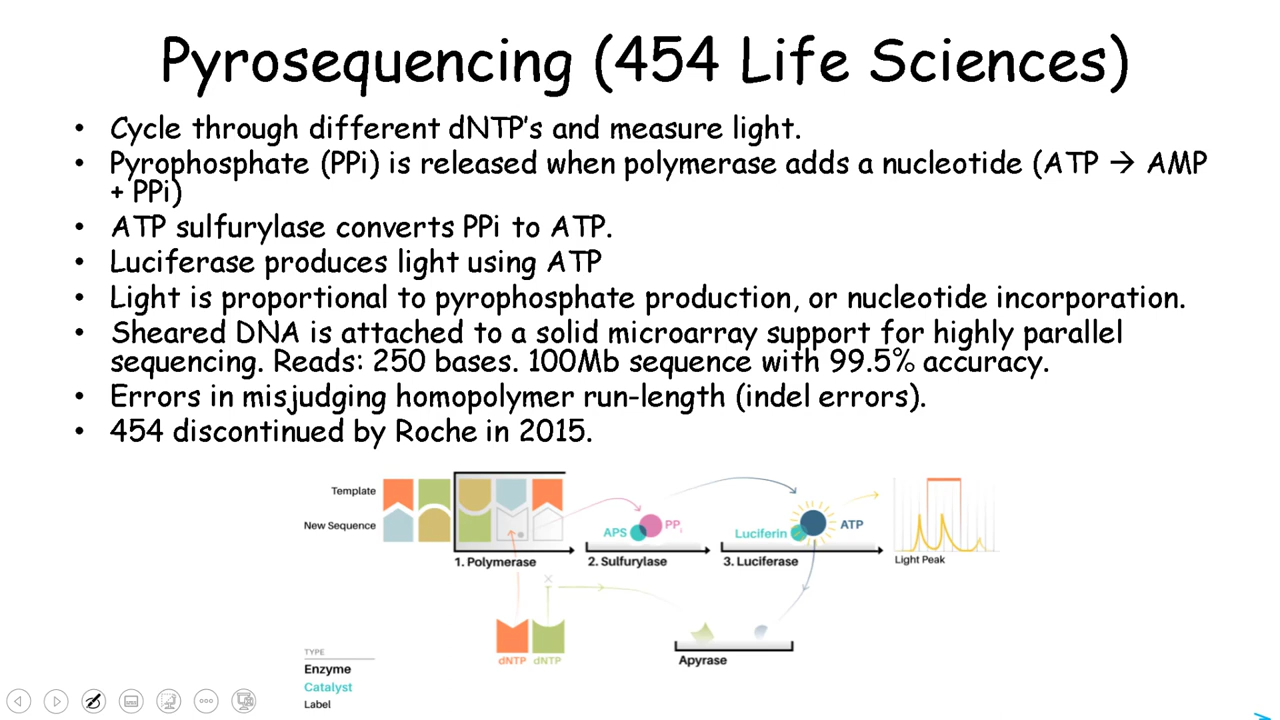 Pyrosequencing (454 Life Sciences)
• Cycle through different dNTP's and measure light.
• Pyrophosphate (PPi) is released when polymerase adds a nucleotide (ATP → AMP
+ PPi)
• ATP sulfurylase converts PPi to ATP.
• Luciferase produces light using ATP
• Light is proportional to pyrophosphate production, or nucleotide incorporation.
• Sheared DNA is attached to a solid microarray support for highly parallel
sequencing. Reads: 250 bases. 100Mb sequence with 99.5% accuracy.
• Errors in misjudging homopolymer run-length (indel errors).
• 454 discontinued by Roche in 2015.
Template
New Sequence
1. Polymerase
APS
PPi
2. Sulfurylase
Luciferin
ATP
3. Luciferase
Light Peak
dNTP dNTP
Apyrase
TYPE
Enzyme
Catalyst
Label